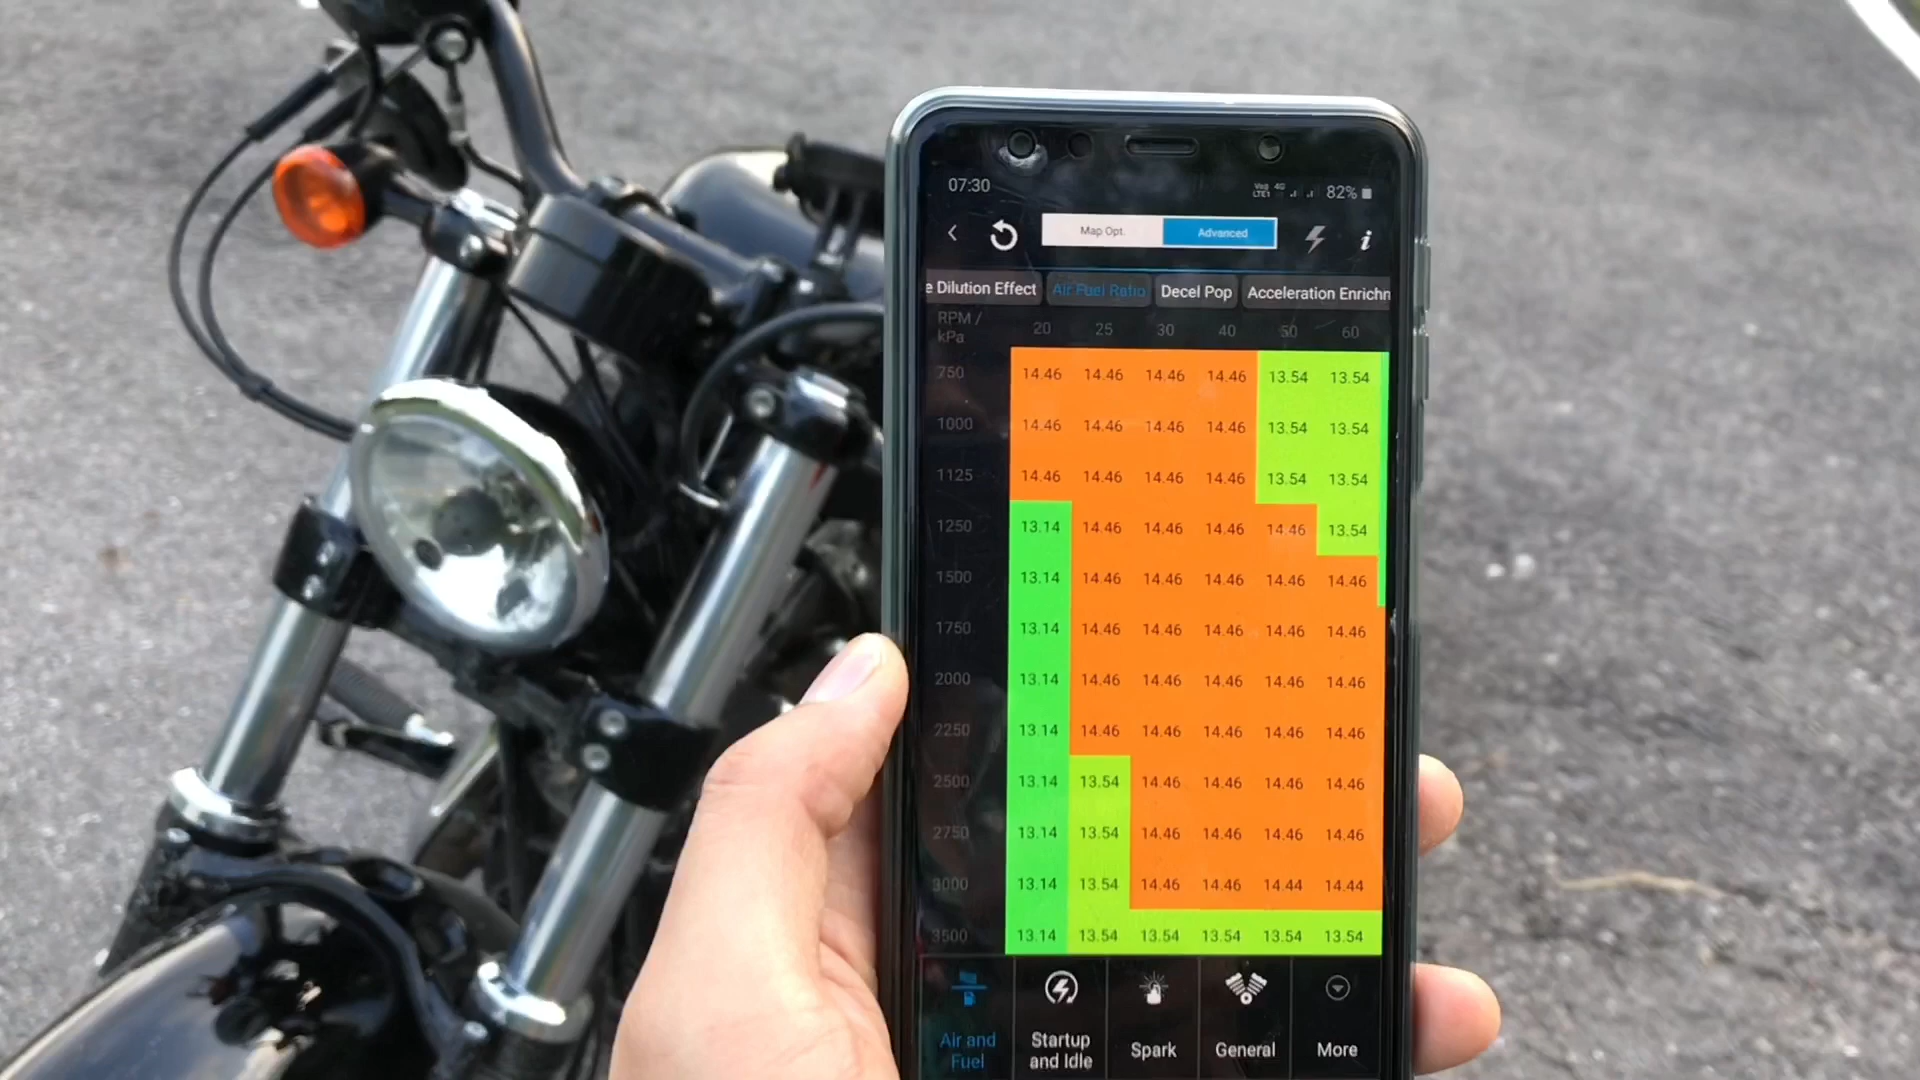 07:30
82%
Map Opt. Advanced
e Dilution Effect Air Fuel Ratio Decel Pop Acceleration Enrichn
RPM / kPa 20 25 30 40 50 60
750 14.46 14.46 14.46 14.46 13.54 13.54
1000 14.46 14.46 14.46 14.46 13.54 13.54
1125 14.46 14.46 14.46 14.46 13.54 13.54
1250 13.14 14.46 14.46 14.46 14.46 13.54
1500 13.14 14.46 14.46 14.46 14.46 14.46
1750 13.14 14.46 14.46 14.46 14.46 14.46
2000 13.14 14.46 14.46 14.46 14.46 14.46
2250 13.14 14.46 14.46 14.46 14.46 14.46
2500 13.14 13.54 14.46 14.46 14.46 14.46
2750 13.14 13.54 14.46 14.46 14.46 14.46
3000 13.14 13.54 14.46 14.46 14.44 14.44
3500 13.14 13.54 13.54 13.54 13.54 13.54
Air and Fuel
Startup and Idle
Spark
General
More